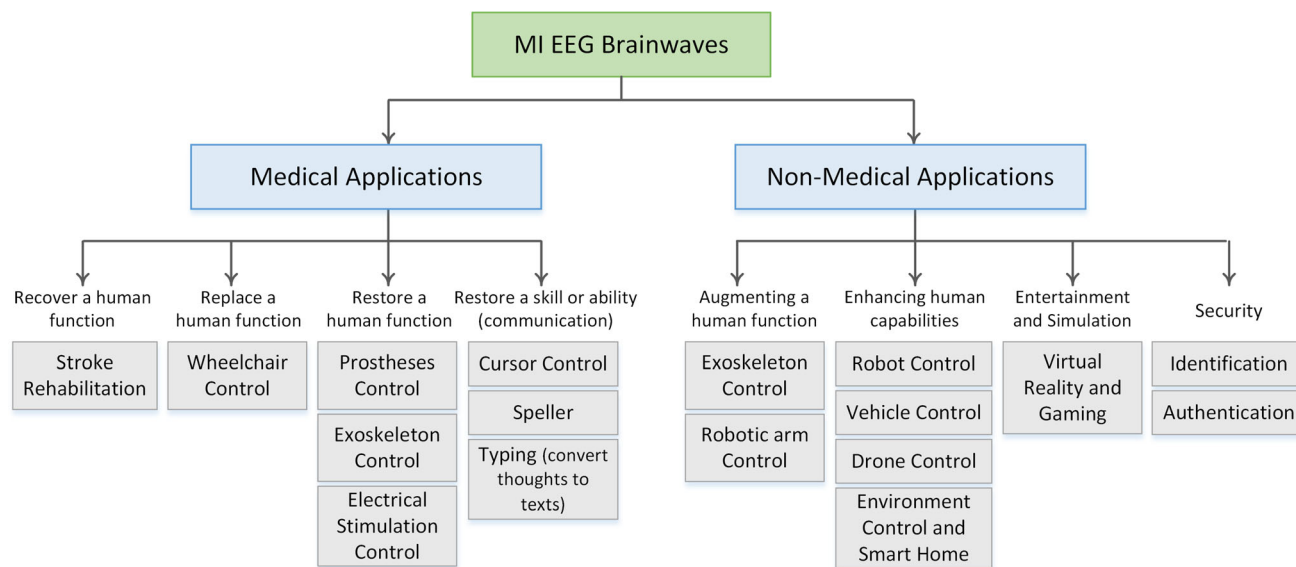 MI EEG Brainwaves
Medical Applications
Non-Medical Applications
Recover a human
function
Replace a
human function
Restore a
human function
Restore a skill or ability
(communication)
Augmenting a
human function
Enhancing human
capabilities
Entertainment
and Simulation
Security
Stroke
Rehabilitation
Wheelchair
Control
Prostheses
Control
Exoskeleton
Control
Electrical
Stimulation
Control
Cursor Control
Speller
Typing (convert
thoughts to
texts)
Exoskeleton
Control
Robotic arm
Control
Robot Control
Vehicle Control
Drone Control
Environment
Control and
Smart Home
Virtual
Reality and
Gaming
Identification
Authentication